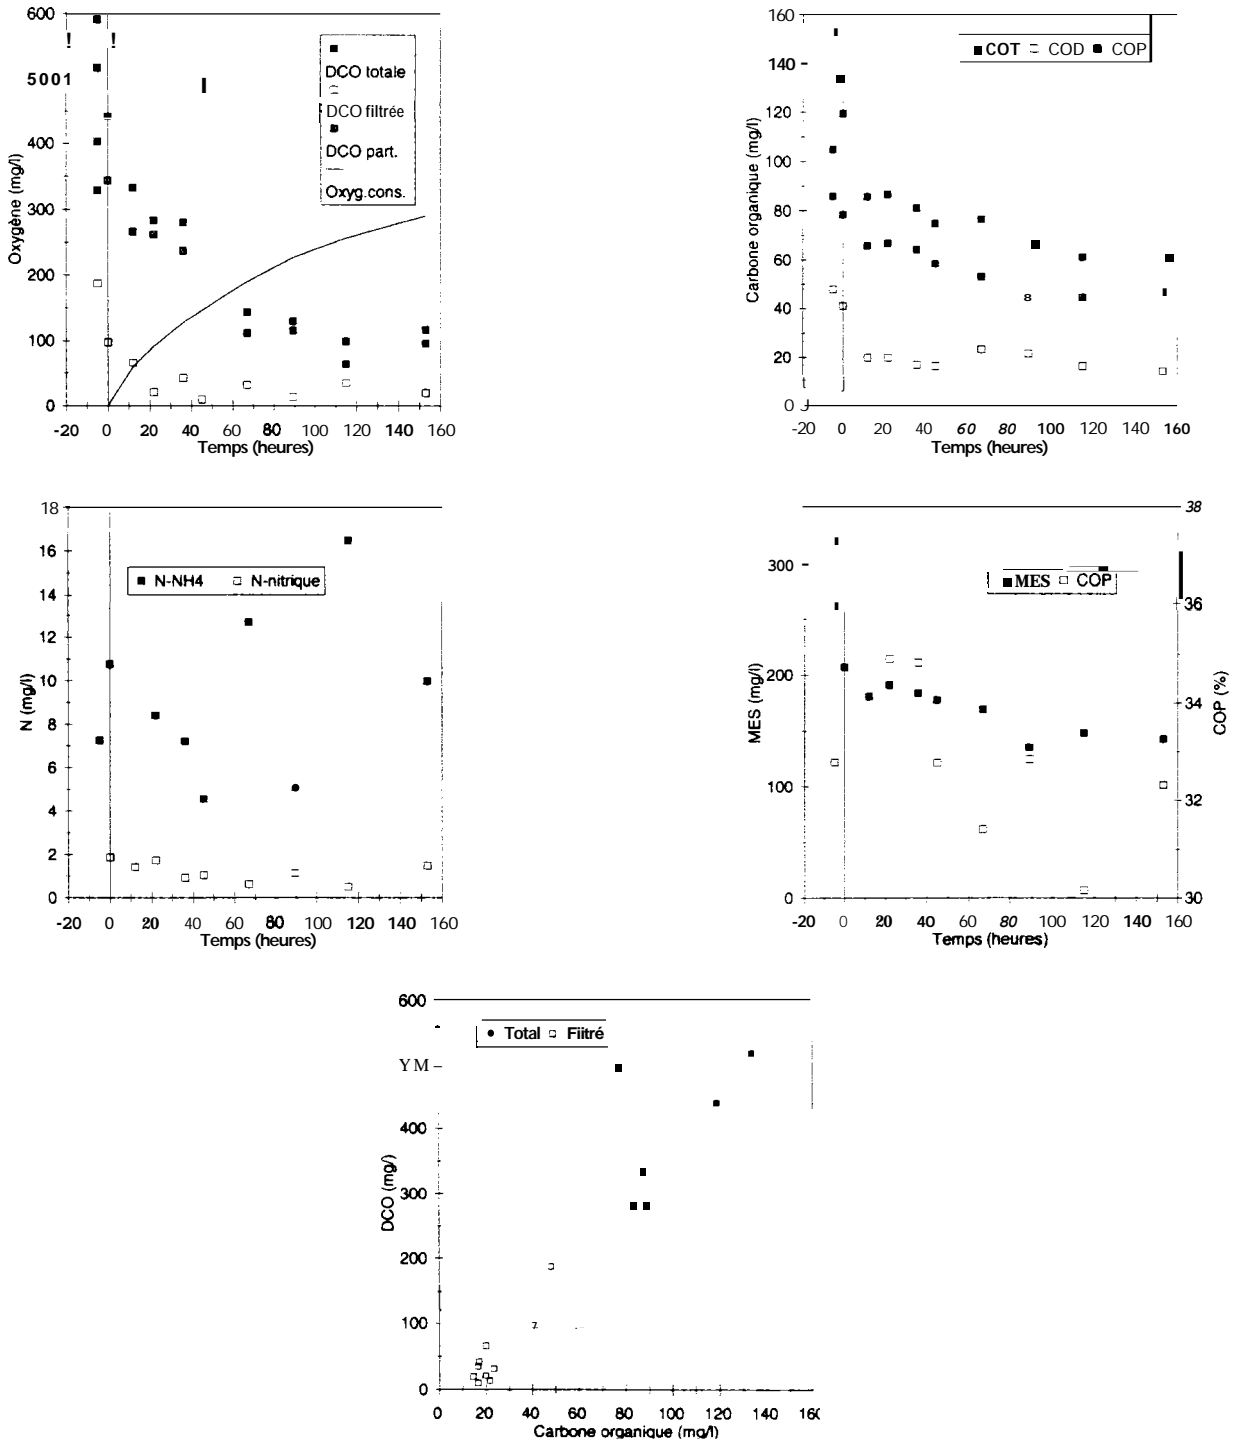 600
! !
5001
400
300
200
100
0
Oxygène (mg/l)
DCO totale
DCO filtrée
DCO part.
Oxyg.cons.
-20 0 20 40 60 80 100 120 140 160
Temps (heures)
160
140
120
100
80
60
40
20
0
Carbone organique (mg/l)
COT COD COP
-20 0 20 40 60 80 100 120 140 160
Temps (heures)
18
16
14
12
10
8
6
4
2
0
N (mg/l)
N-NH4 N-nitrique
-20 0 20 40 60 80 100 120 140 160
Temps (heures)
300
200
100
0
MES (mg/l)
MES COP
38
36
34
32
30
COP (%)
-20 0 20 40 60 80 100 120 140 160
Temps (heures)
600
YM
400
300
200
100
0
DCO (mg/l)
Total Fiitré
0 20 40 60 80 100 120 140 16(
Carbone organique (mg/l)